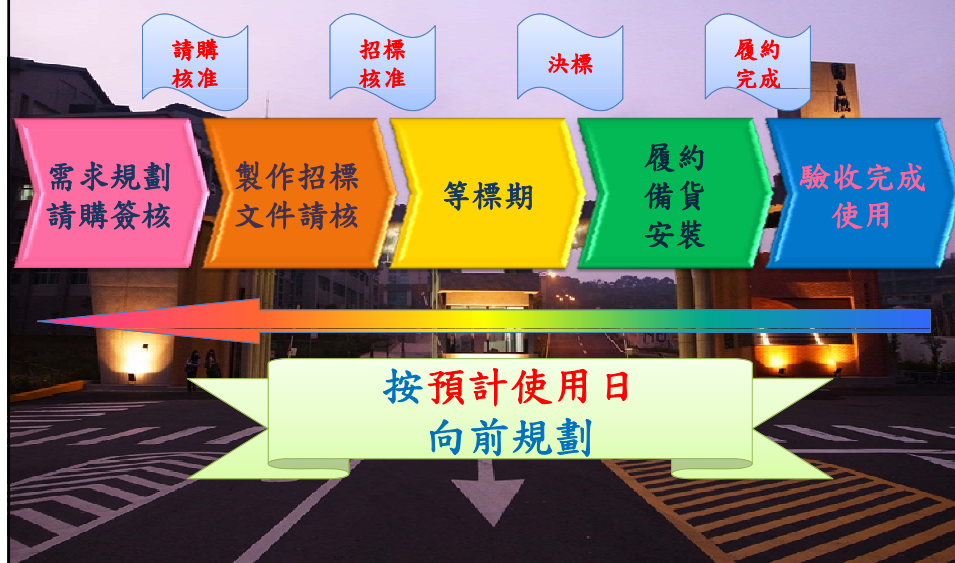 請購
核准
招標
核准
決標
履約
完成
需求規劃
請購簽核
製作招標
文件請核
等標期
履約
備貨
安裝
驗收完成
使用
按預計使用日
向前規劃